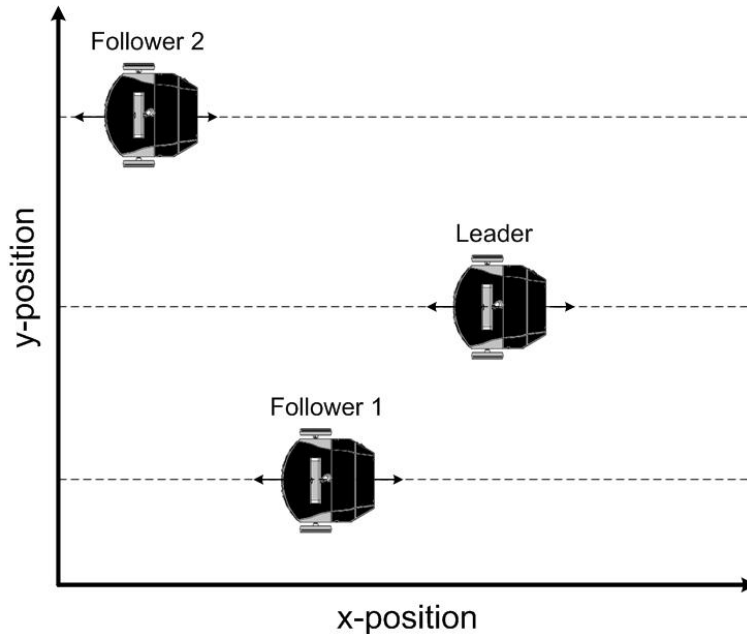 Follower 2
Leader
Follower 1
y-position
x-position